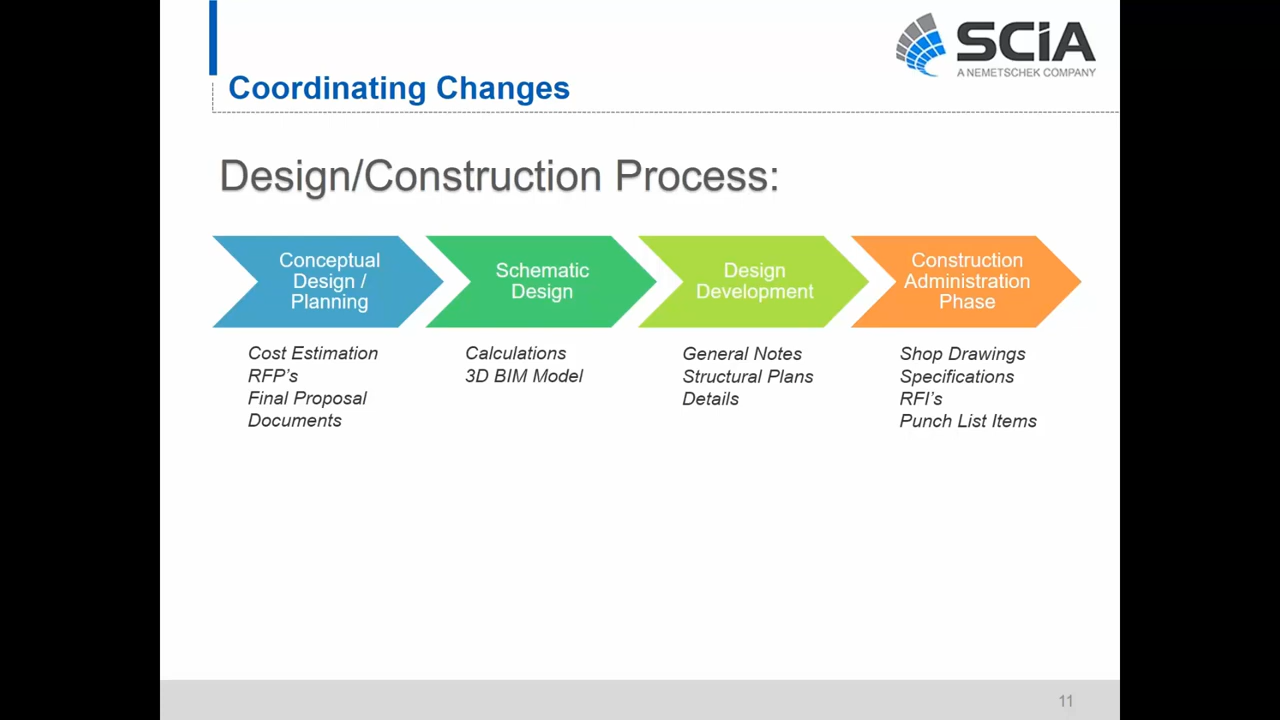 SCIA
A NEMETSCHEK COMPANY
Coordinating Changes
Design/Construction Process:
Conceptual
Design /
Planning
Schematic
Design
Design
Development
Construction
Administration
Phase
Cost Estimation
RFP's
Final Proposal
Documents
Calculations
3D BIM Model
General Notes
Structural Plans
Details
Shop Drawings
Specifications
RFI's
Punch List Items
11